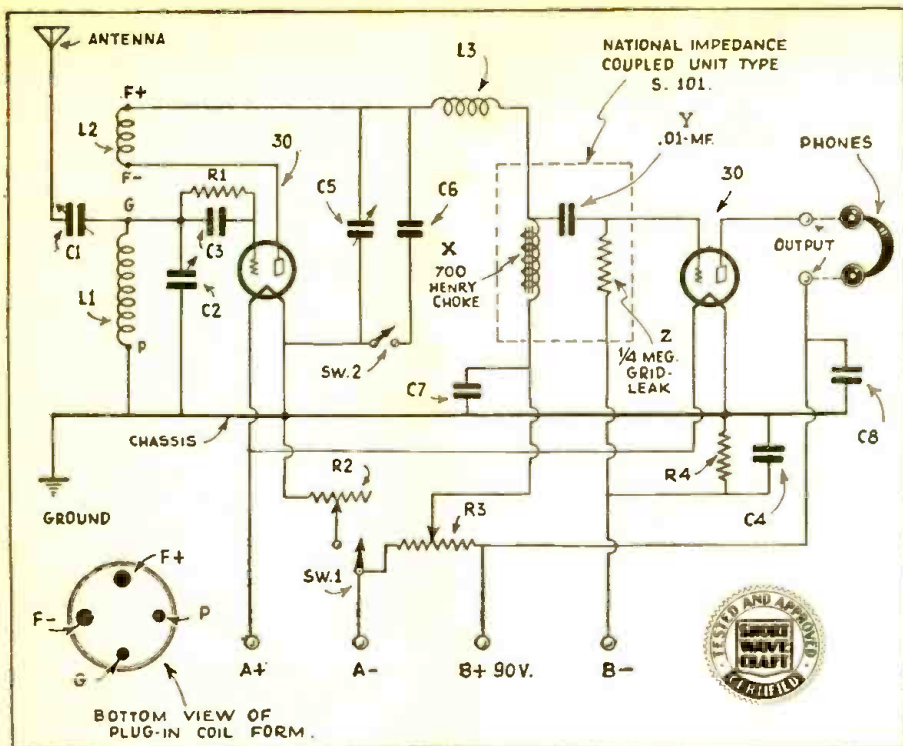 ANTENNA
L3
NATIONAL IMPEDANCE
COUPLED UNIT TYPE
S. 101.
F+
L2
F-
30
Y
.01-MF.
PHONES
R1
G
C5
C6
30
C1
C3
X
700
HENRY
CHOKE
OUTPUT
L1
C2
P
SW.2
Z
1/4 MEG.
GRID-
LEAK
C7
C8
CHASSIS
R2
R4
C4
GROUND
R3
SW.1
F+
F-
P
G
A+
A-
B+ 90V.
B-
BOTTOM VIEW OF
PLUG-IN COIL FORM.
TESTED AND APPROVED
SHORT
WAVE
CRAFT
CERTIFIED